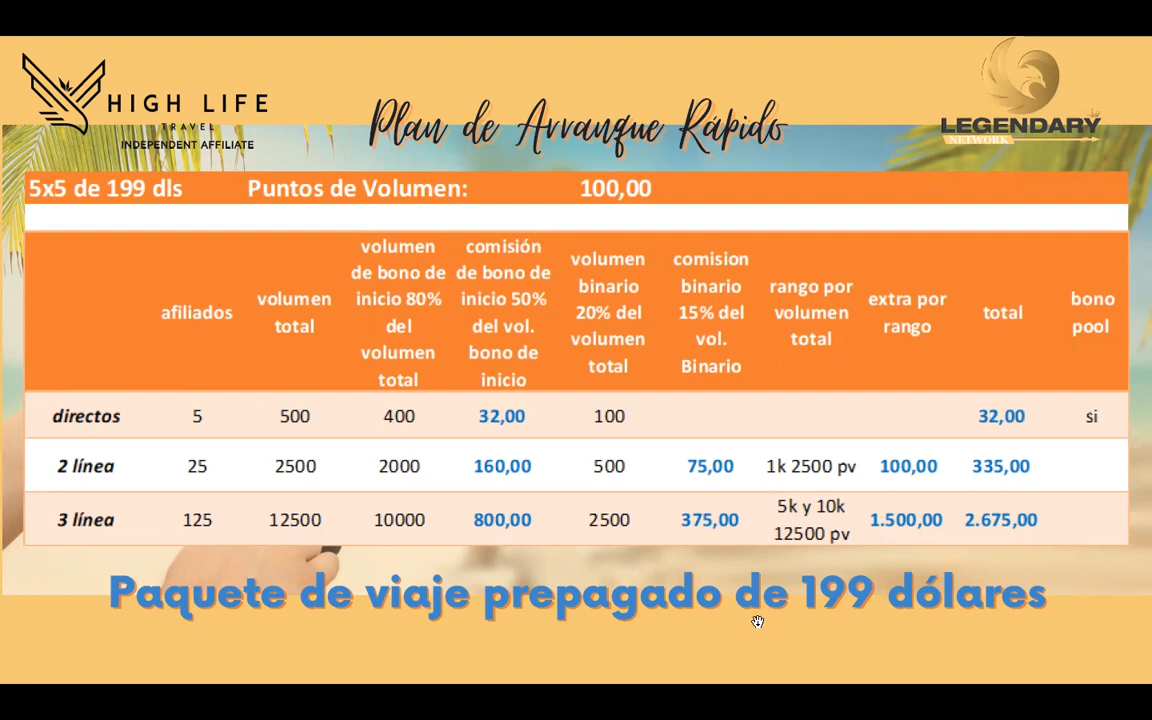 HIGH LIFE
TRAVEL
INDEPENDENT AFFILIATE
Plan de Arranque Rápido
LEGENDARY
NETWORK
5x5 de 199 dls Puntos de Volumen: 100,00
afiliados
volumen
total
volumen
de bono de
inicio 80%
del
volumen
total
comisión
de bono de
inicio 50%
del vol.
bono de
inicio
volumen
binario
20% del
volumen
total
comision
binario
15% del
vol.
Binario
rango por
volumen
total
extra por
rango
total
bono
pool
directos 5 500 400 32,00 100 32,00 si
2 línea 25 2500 2000 160,00 500 75,00 1k 2500 pv 100,00 335,00
3 línea 125 12500 10000 800,00 2500 375,00 5k y 10k 1.500,00 2.675,00
12500 pv
Paquete de viaje prepagado de 199 dólares